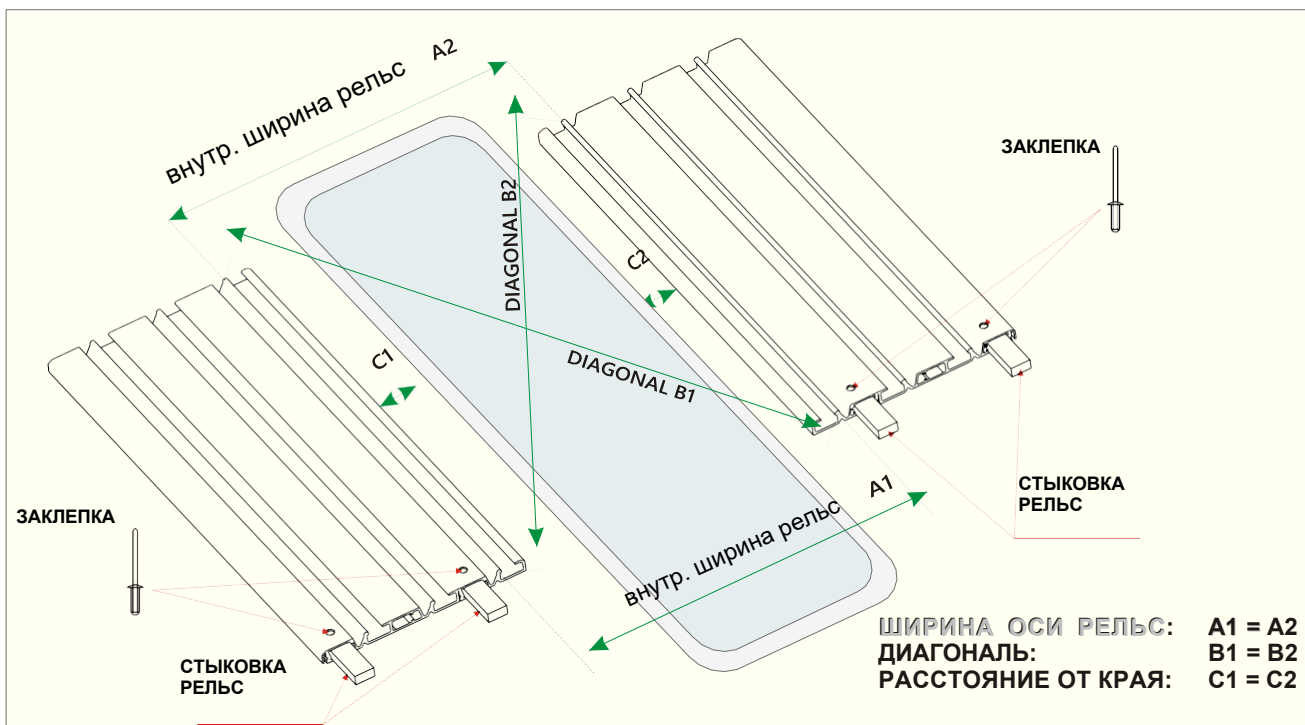 внутр. ширина рельс A2
ЗАКЛЕПКА
DIAGONAL B2
C2
C1
DIAGONAL B1
A1
внутр. ширина рельс
СТЫКОВКА
РЕЛЬС
ЗАКЛЕПКА
ШИРИНА ОСИ РЕЛЬС: A1 = A2
ДИАГОНАЛЬ: B1 = B2
РАССТОЯНИЕ ОТ КРАЯ: C1 = C2
СТЫКОВКА
РЕЛЬС